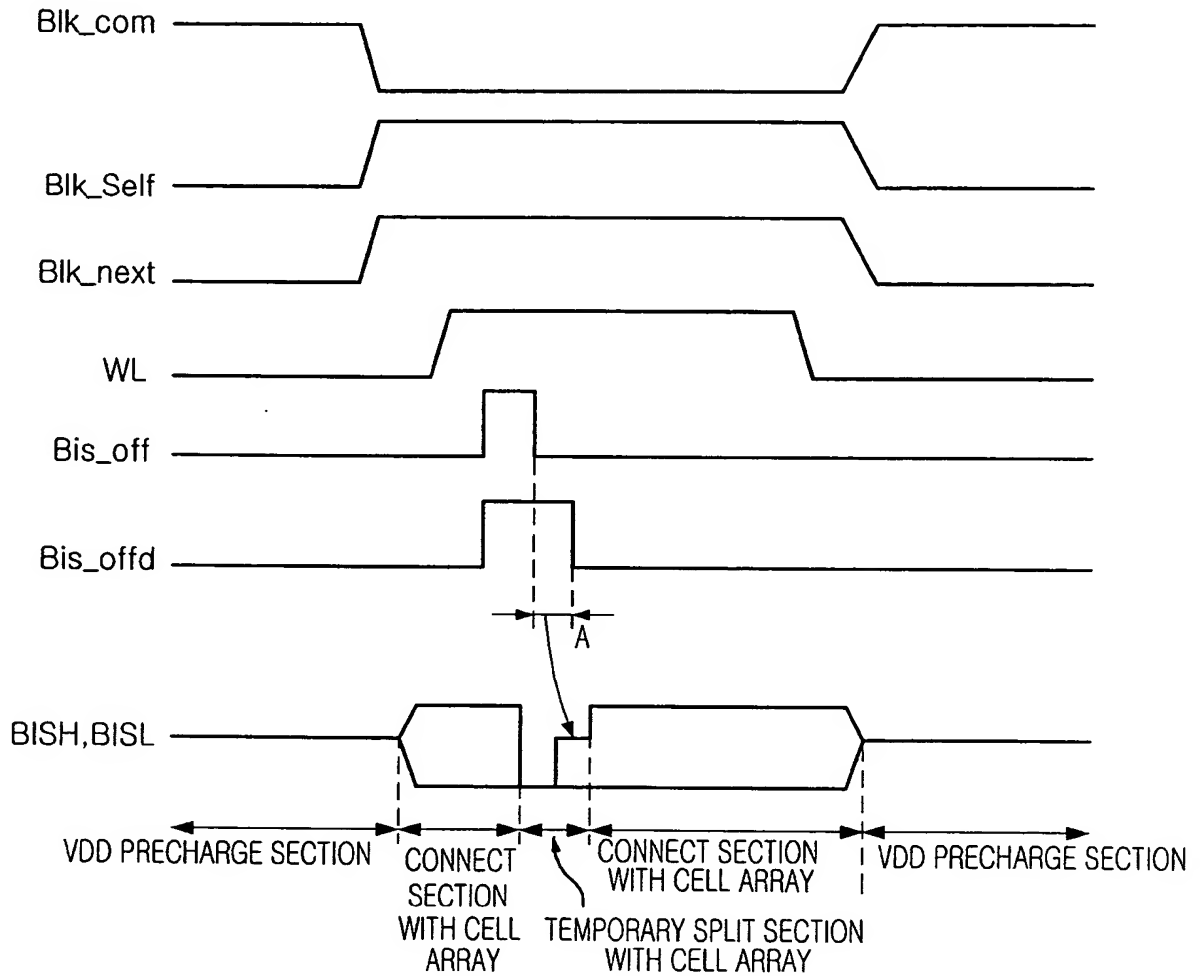 Blk_com
Blk_Self
Blk_next
WL
Bis_off
Bis_offd
A
BISH,BISL
VDD PRECHARGE SECTION
CONNECT
SECTION
WITH CELL
ARRAY
TEMPORARY SPLIT SECTION
WITH CELL ARRAY
CONNECT SECTION
WITH CELL ARRAY
VDD PRECHARGE SECTION